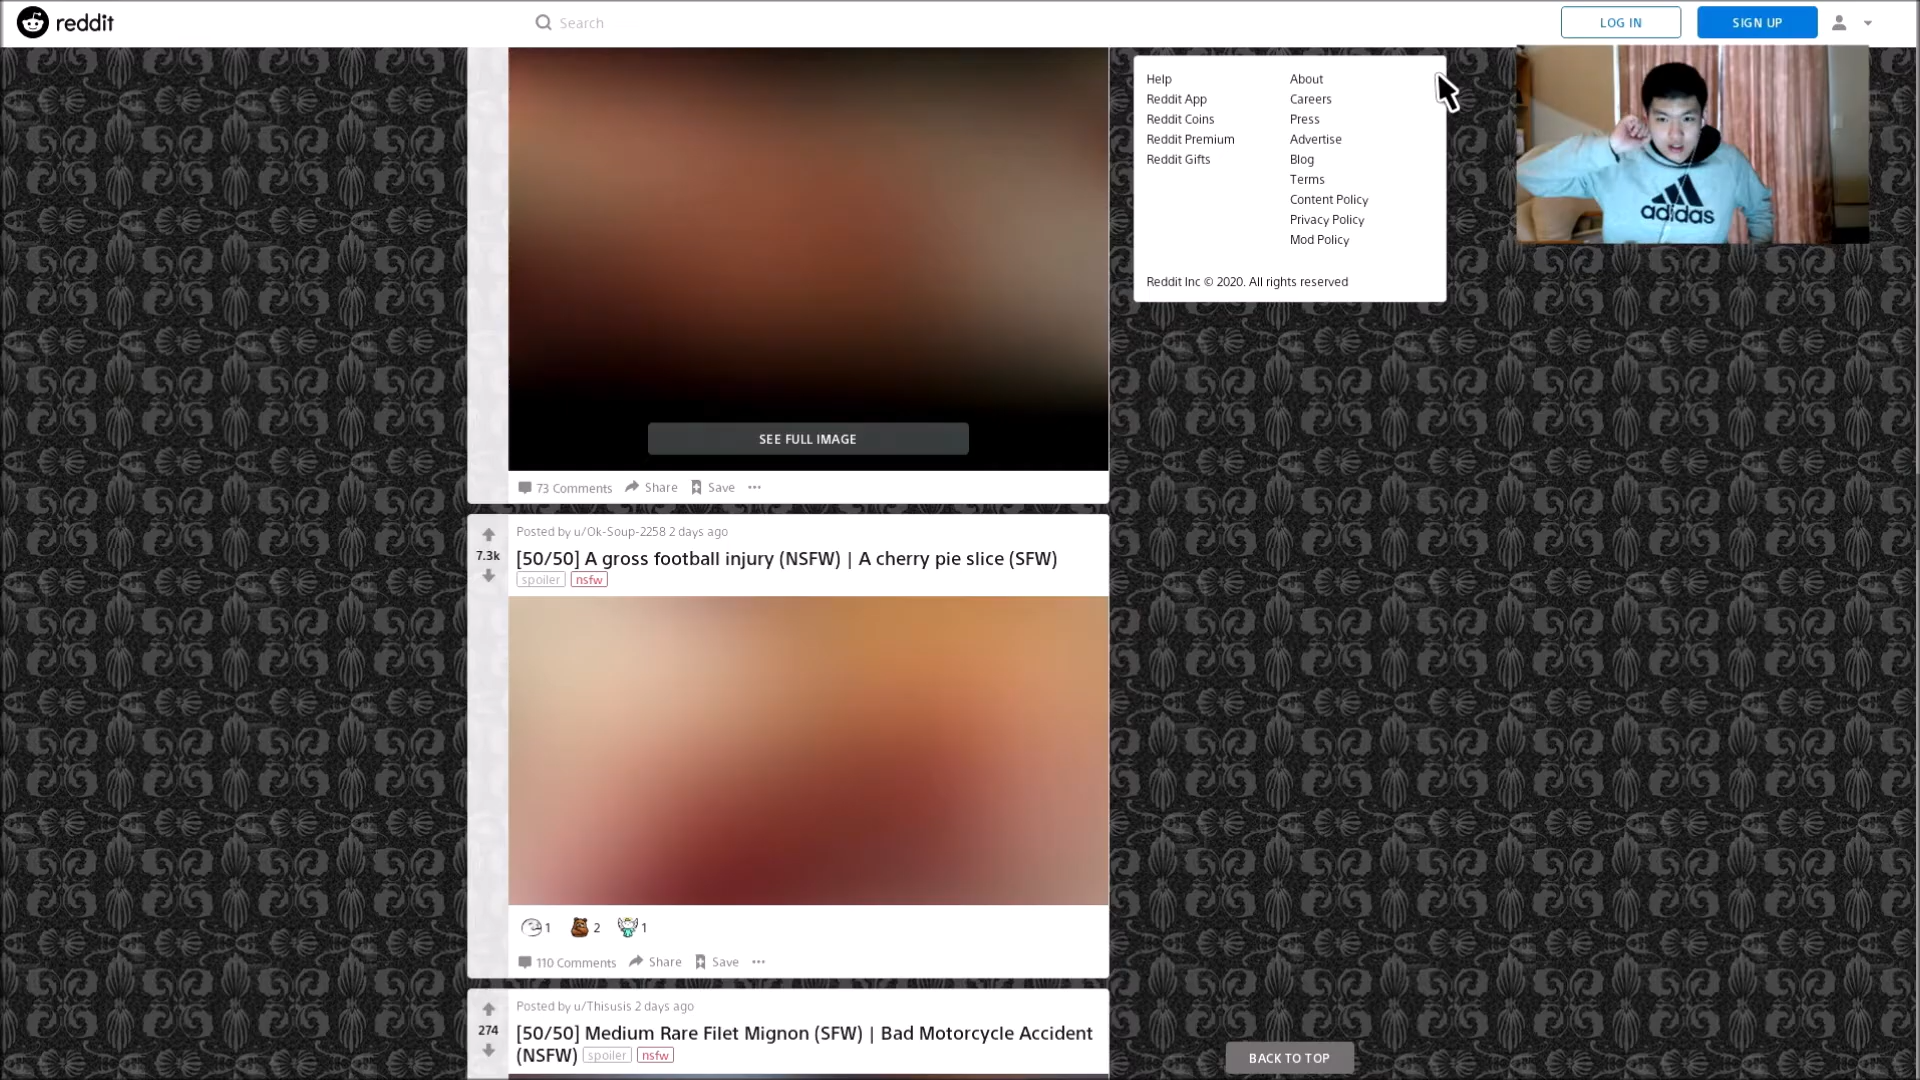 reddit
Search
LOG IN
SIGN UP
Help
Reddit App
Reddit Coins
Reddit Premium
Reddit Gifts
About
Careers
Press
Advertise
Blog
Terms
Content Policy
Privacy Policy
Mod Policy
Reddit Inc © 2020. All rights reserved
adidas
SEE FULL IMAGE
73 Comments Share Save
Posted by u/Ok-Soup-2258 2 days ago
7.3k
[50/50] A gross football injury (NSFW) | A cherry pie slice (SFW)
spoiler nsfw
1 2 1
110 Comments Share Save
Posted by u/Thisusis 2 days ago
274
[50/50] Medium Rare Filet Mignon (SFW) | Bad Motorcycle Accident
(NSFW) spoiler nsfw
BACK TO TOP